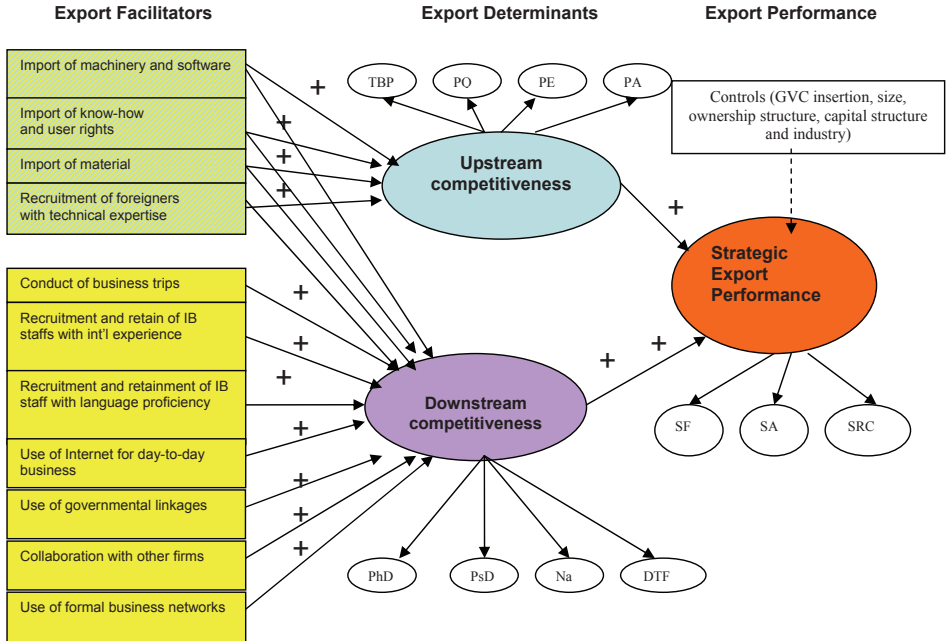 Export Facilitators
Export Determinants
Export Performance
Import of machinery and software
Import of know-how
and user rights
Import of material
Recruitment of foreigners
with technical expertise
Conduct of business trips
Recruitment and retain of IB
staffs with int'l experience
Recruitment and retainment of IB
staff with language proficiency
Use of Internet for day-to-day
business
Use of governmental linkages
Collaboration with other firms
Use of formal business networks
+
+
+
+
+
+
+
+
+
+
TBP
PQ
PE
PA
Upstream
competitiveness
Downstream
competitiveness
PhD
PsD
Na
DTF
+
+
+
Controls (GVC insertion, size,
ownership structure, capital structure
and industry)
Strategic
Export
Performance
SF
SA
SRC